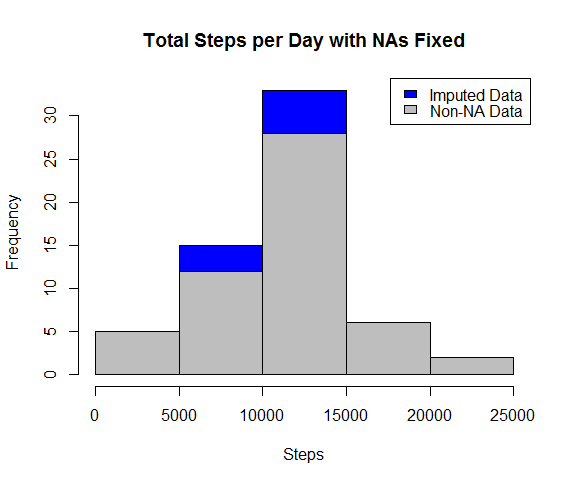 Total Steps per Day with NAs Fixed
Imputed Data
Non-NA Data
Frequency
30
25
20
15
10
5
0
0 5000 10000 15000 20000 25000
Steps